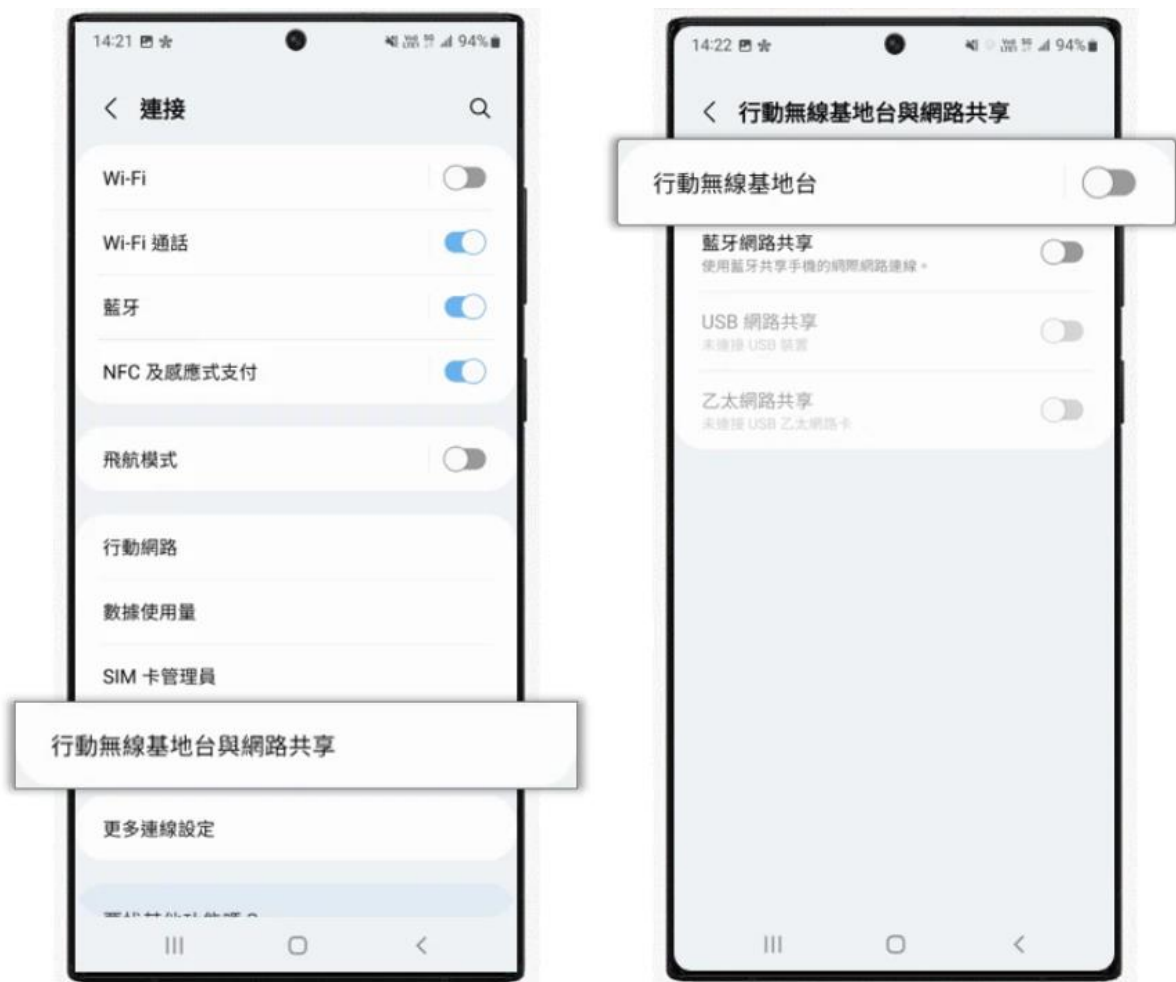 14:21
94%
連接
Wi-Fi
Wi-Fi 通話
藍牙
NFC 及感應式支付
飛航模式
行動網路
數據使用量
SIM 卡管理員
行動無線基地台與網路共享
更多連線設定
14:22
94%
行動無線基地台與網路共享
行動無線基地台
藍牙網路共享
使用藍牙共享手機的網際網路連線。
USB 網路共享
未連接 USB 裝置
乙太網路共享
未連接 USB 乙太網路卡